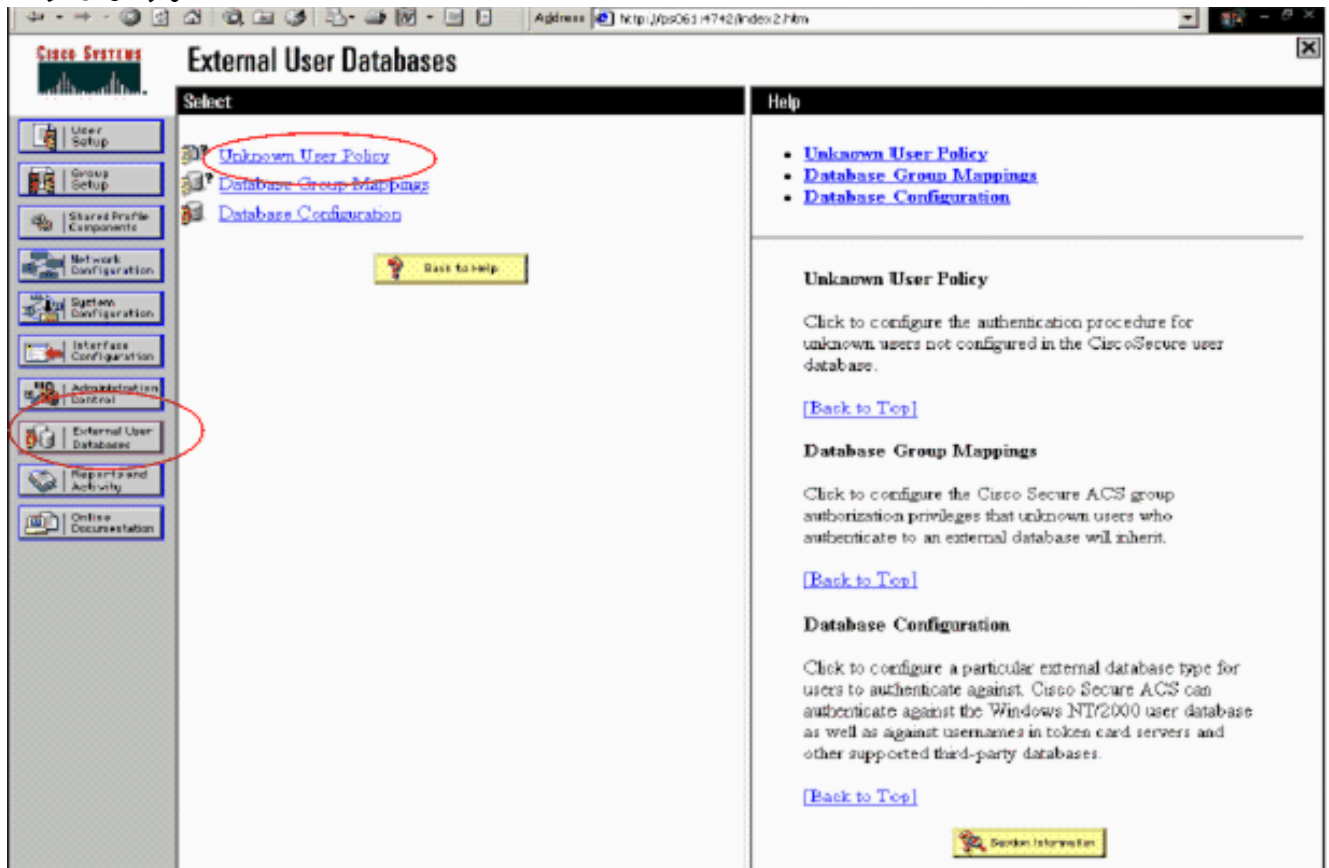 Address http://ps061:4742/index2.htm
CISCO SYSTEMS
External User Databases
Select
Help
User Setup
Group Setup
Shared Profile Components
Network Configuration
System Configuration
Interface Configuration
Administration Control
External User Databases
Reports and Activity
Online Documentation
Unknown User Policy
Database Group Mappings
Database Configuration
Back to Help
• Unknown User Policy
• Database Group Mappings
• Database Configuration
Unknown User Policy
Click to configure the authentication procedure for
unknown users not configured in the CiscoSecure user
database.
[Back to Top]
Database Group Mappings
Click to configure the Cisco Secure ACS group
authorization privileges that unknown users who
authenticate to an external database will inherit.
[Back to Top]
Database Configuration
Click to configure a particular external database type for
users to authenticate against. Cisco Secure ACS can
authenticate against the Windows NT/2000 user database
as well as against usernames in token card servers and
other supported third-party databases.
[Back to Top]
Section Information